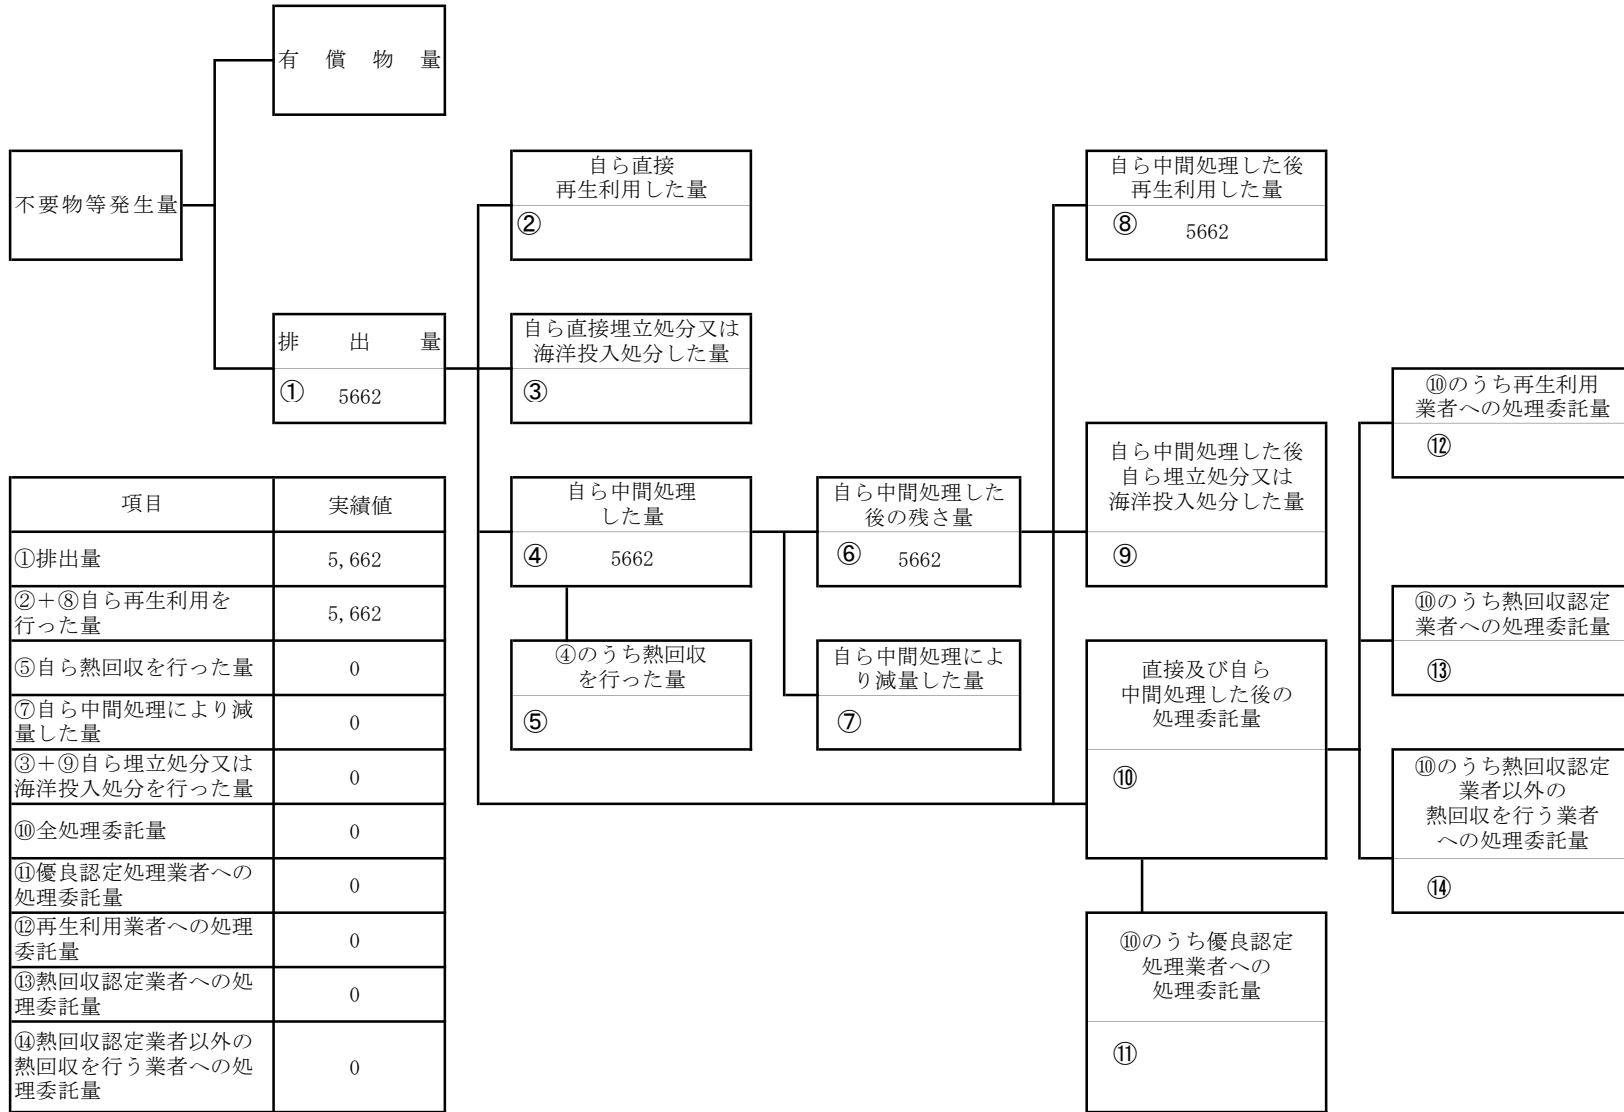 有償物量
不要物等発生量
排出量
① 5662
自ら直接
再生利用した量
②
自ら直接埋立処分又は
海洋投入処分した量
③
自ら中間処理
した量
④ 5662
④のうち熱回収
を行った量
⑤
自ら中間処理した
後の残さ量
⑥ 5662
自ら中間処理によ
り減量した量
⑦
自ら中間処理した後
再生利用した量
⑧ 5662
自ら中間処理した後
自ら埋立処分又は
海洋投入処分した量
⑨
直接及び自ら
中間処理した後の
処理委託量
⑩
⑩のうち優良認定
処理業者への
処理委託量
⑪
⑩のうち再生利用
業者への処理委託量
⑫
⑩のうち熱回収認定
業者への処理委託量
⑬
⑩のうち熱回収認定
業者以外の
熱回収を行う業者
への処理委託量
⑭
項目 実績値
①排出量 5,662
②+⑧自ら再生利用を
行った量 5,662
⑤自ら熱回収を行った量 0
⑦自ら中間処理により減
量した量 0
③+⑨自ら埋立処分又は
海洋投入処分を行った量 0
⑩全処理委託量 0
⑪優良認定処理業者への
処理委託量 0
⑫再生利用業者への処理
委託量 0
⑬熱回収認定業者への処
理委託量 0
⑭熱回収認定業者以外の
熱回収を行う業者への処
理委託量 0